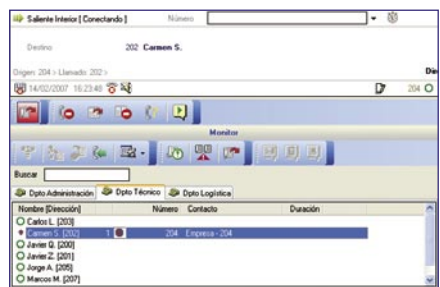 Saliente Interior [ Conectando ] Número
Destino 202 Carmen S.
Origen: 204 > Llamado: 202 >
14/02/2007 16:23:48 204
Monitor
Buscar
Dpto Administración Dpto Técnico Dpto Logística
Nombre [Dirección] Número Contacto Duración
Carlos L. [203]
Carmen S. [202] 1 204 Empresa - 204
Javier Q. [200]
Javier Z. [201]
Jorge A. [205]
Marcos M. [207]